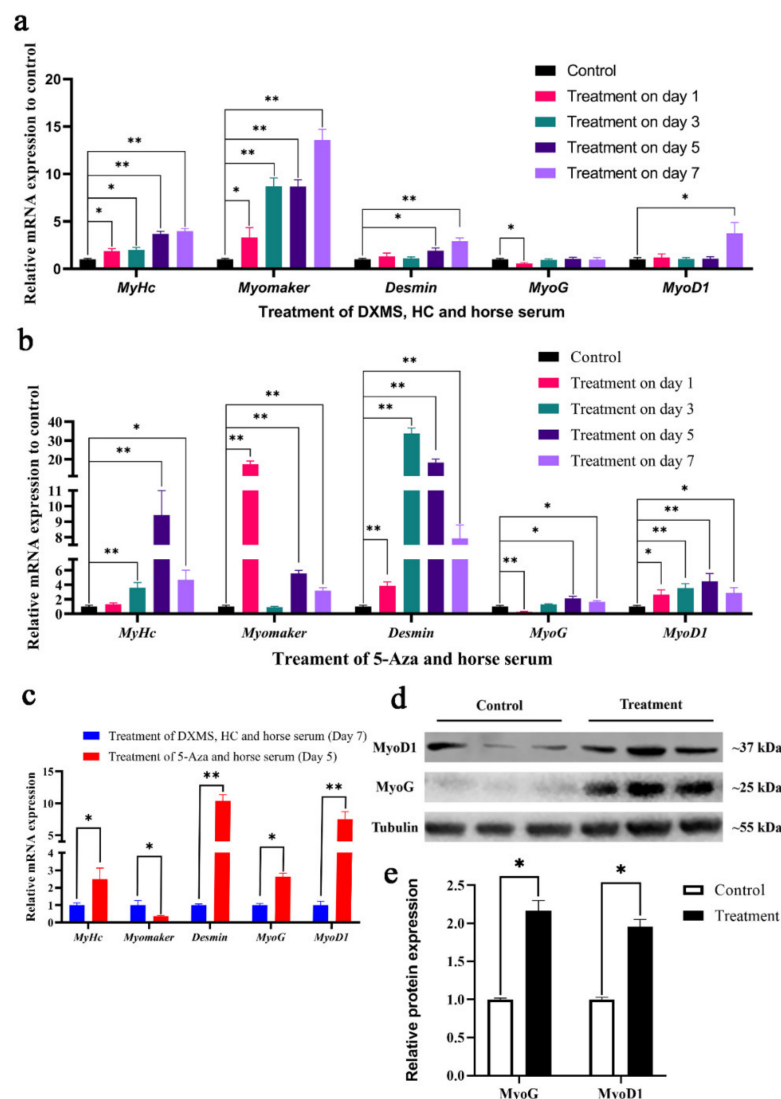 a
Relative mRNA expression to control
20
15
10
5
0
Control
Treatment on day 1
Treatment on day 3
Treatment on day 5
Treatment on day 7
* * ** **
* ** ** **
* **
*
*
MyHc Myomaker Desmin MyoG MyoD1
Treatment of DXMS, HC and horse serum
b
Relative mRNA expression to control
40
30
20
11
10
9
8
6
4
2
0
Control
Treatment on day 1
Treatment on day 3
Treatment on day 5
Treatment on day 7
** ** *
** ** **
** ** ** **
** * *
* ** ** *
MyHc Myomaker Desmin MyoG MyoD1
Treament of 5-Aza and horse serum
c
Treatment of DXMS, HC and horse serum (Day 7)
Treatment of 5-Aza and horse serum (Day 5)
Relative mRNA expression
15
10
5
4
3
2
1
0
* * ** * **
MyHc Myomaker Desmin MyoG MyoD1
d
Control Treatment
MyoD1 ~37 kDa
MyoG ~25 kDa
Tubulin ~55 kDa
e
Relative protein expression
2.5
2.0
1.5
1.0
0.5
0.0
* *
Control
Treatment
MyoG MyoD1